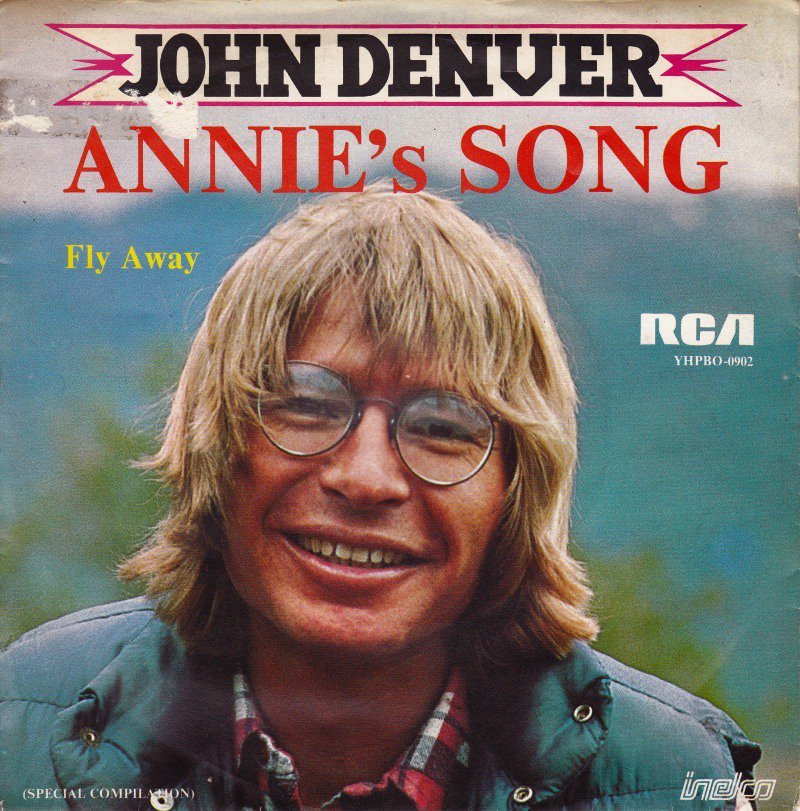 JOHN DENVER
ANNIE's SONG
Fly Away
RCA
YHPBO-0902
(SPECIAL COMPILATION)
inelco